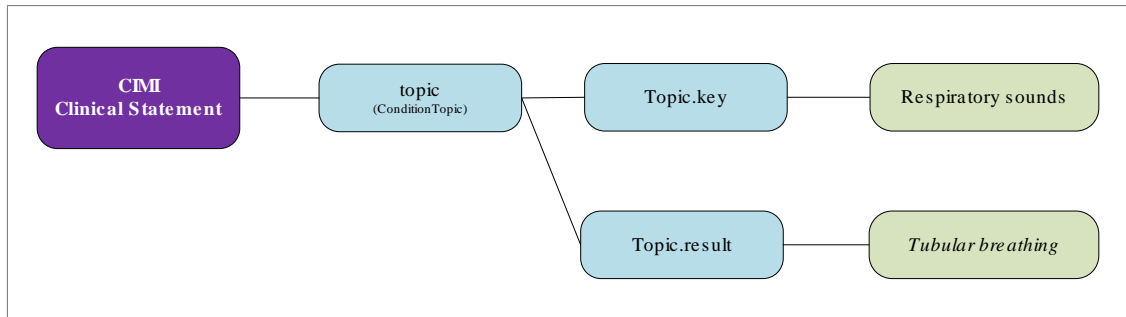 CIMI
Clinical Statement
topic
(ConditionTopic)
Topic.key
Respiratory sounds
Topic.result
Tubular breathing